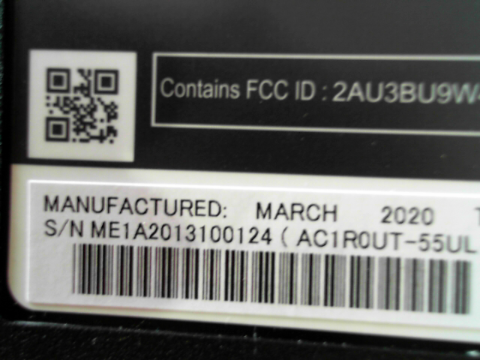 Contains FCC ID : 2AU3BU9W
MANUFACTURED: MARCH 2020
S/N ME1A2013100124 ( AC1R0UT-55UL